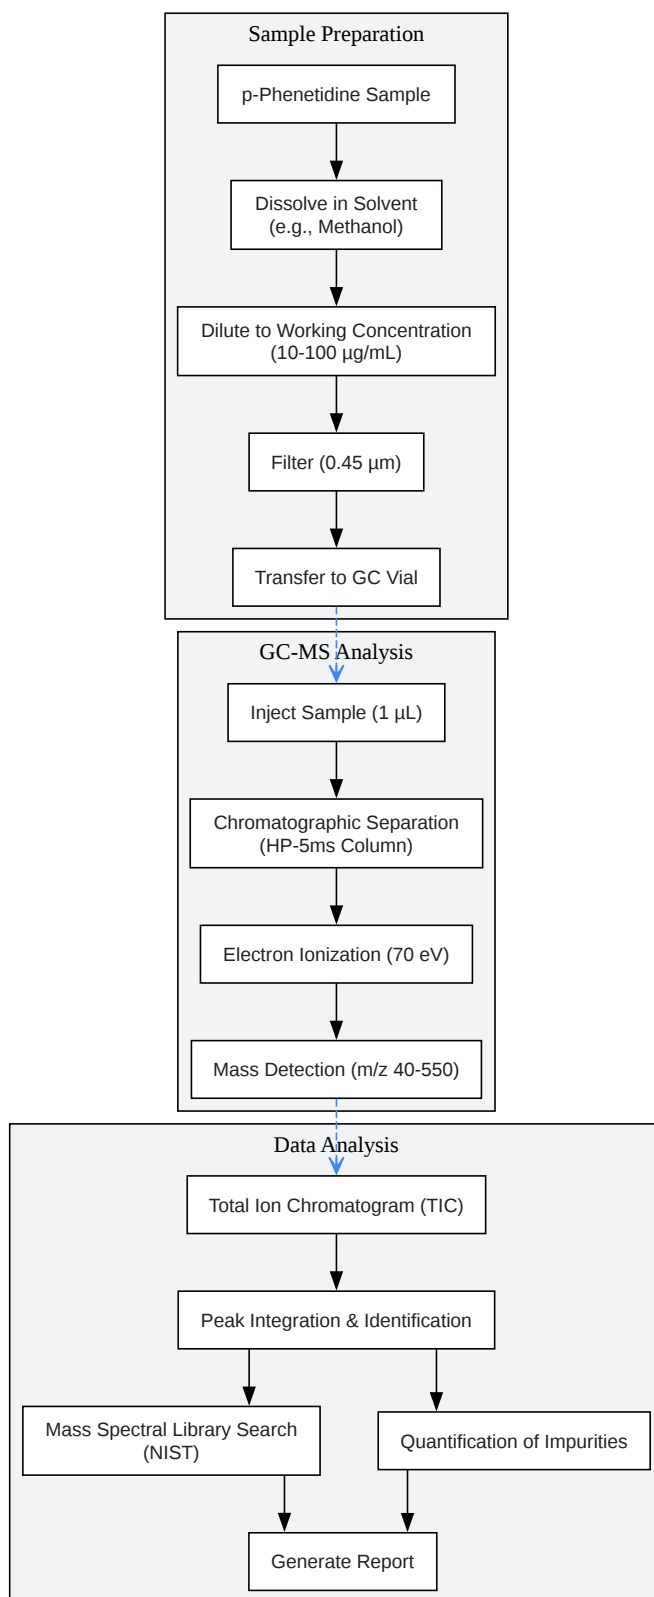 Sample Preparation
p-Phenetidine Sample
Dissolve in Solvent
(e.g., Methanol)
Dilute to Working Concentration
(10-100 µg/mL)
Filter (0.45 µm)
Transfer to GC Vial
GC-MS Analysis
Inject Sample (1 µL)
Chromatographic Separation
(HP-5ms Column)
Electron Ionization (70 eV)
Mass Detection (m/z 40-550)
Data Analysis
Total Ion Chromatogram (TIC)
Peak Integration & Identification
Mass Spectral Library Search
(NIST)
Quantification of Impurities
Generate Report